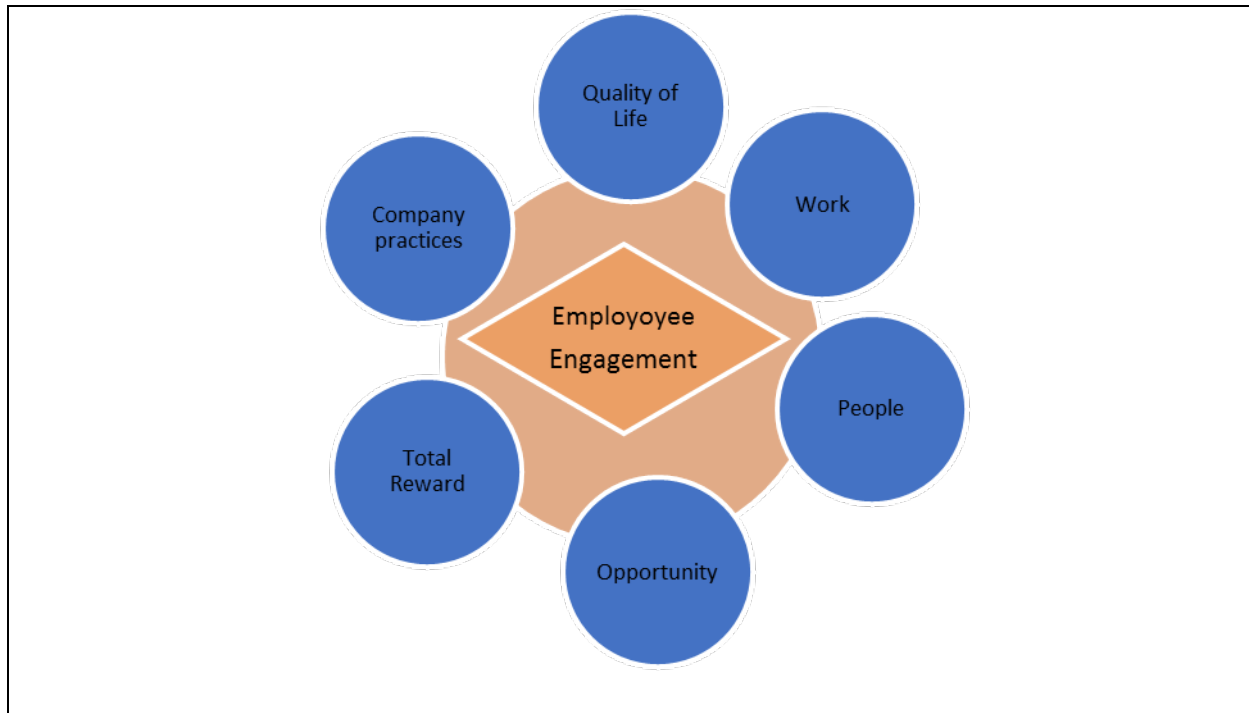 Quality of
Life
Work
Company
practices
Employoyee
Engagement
People
Total
Reward
Opportunity